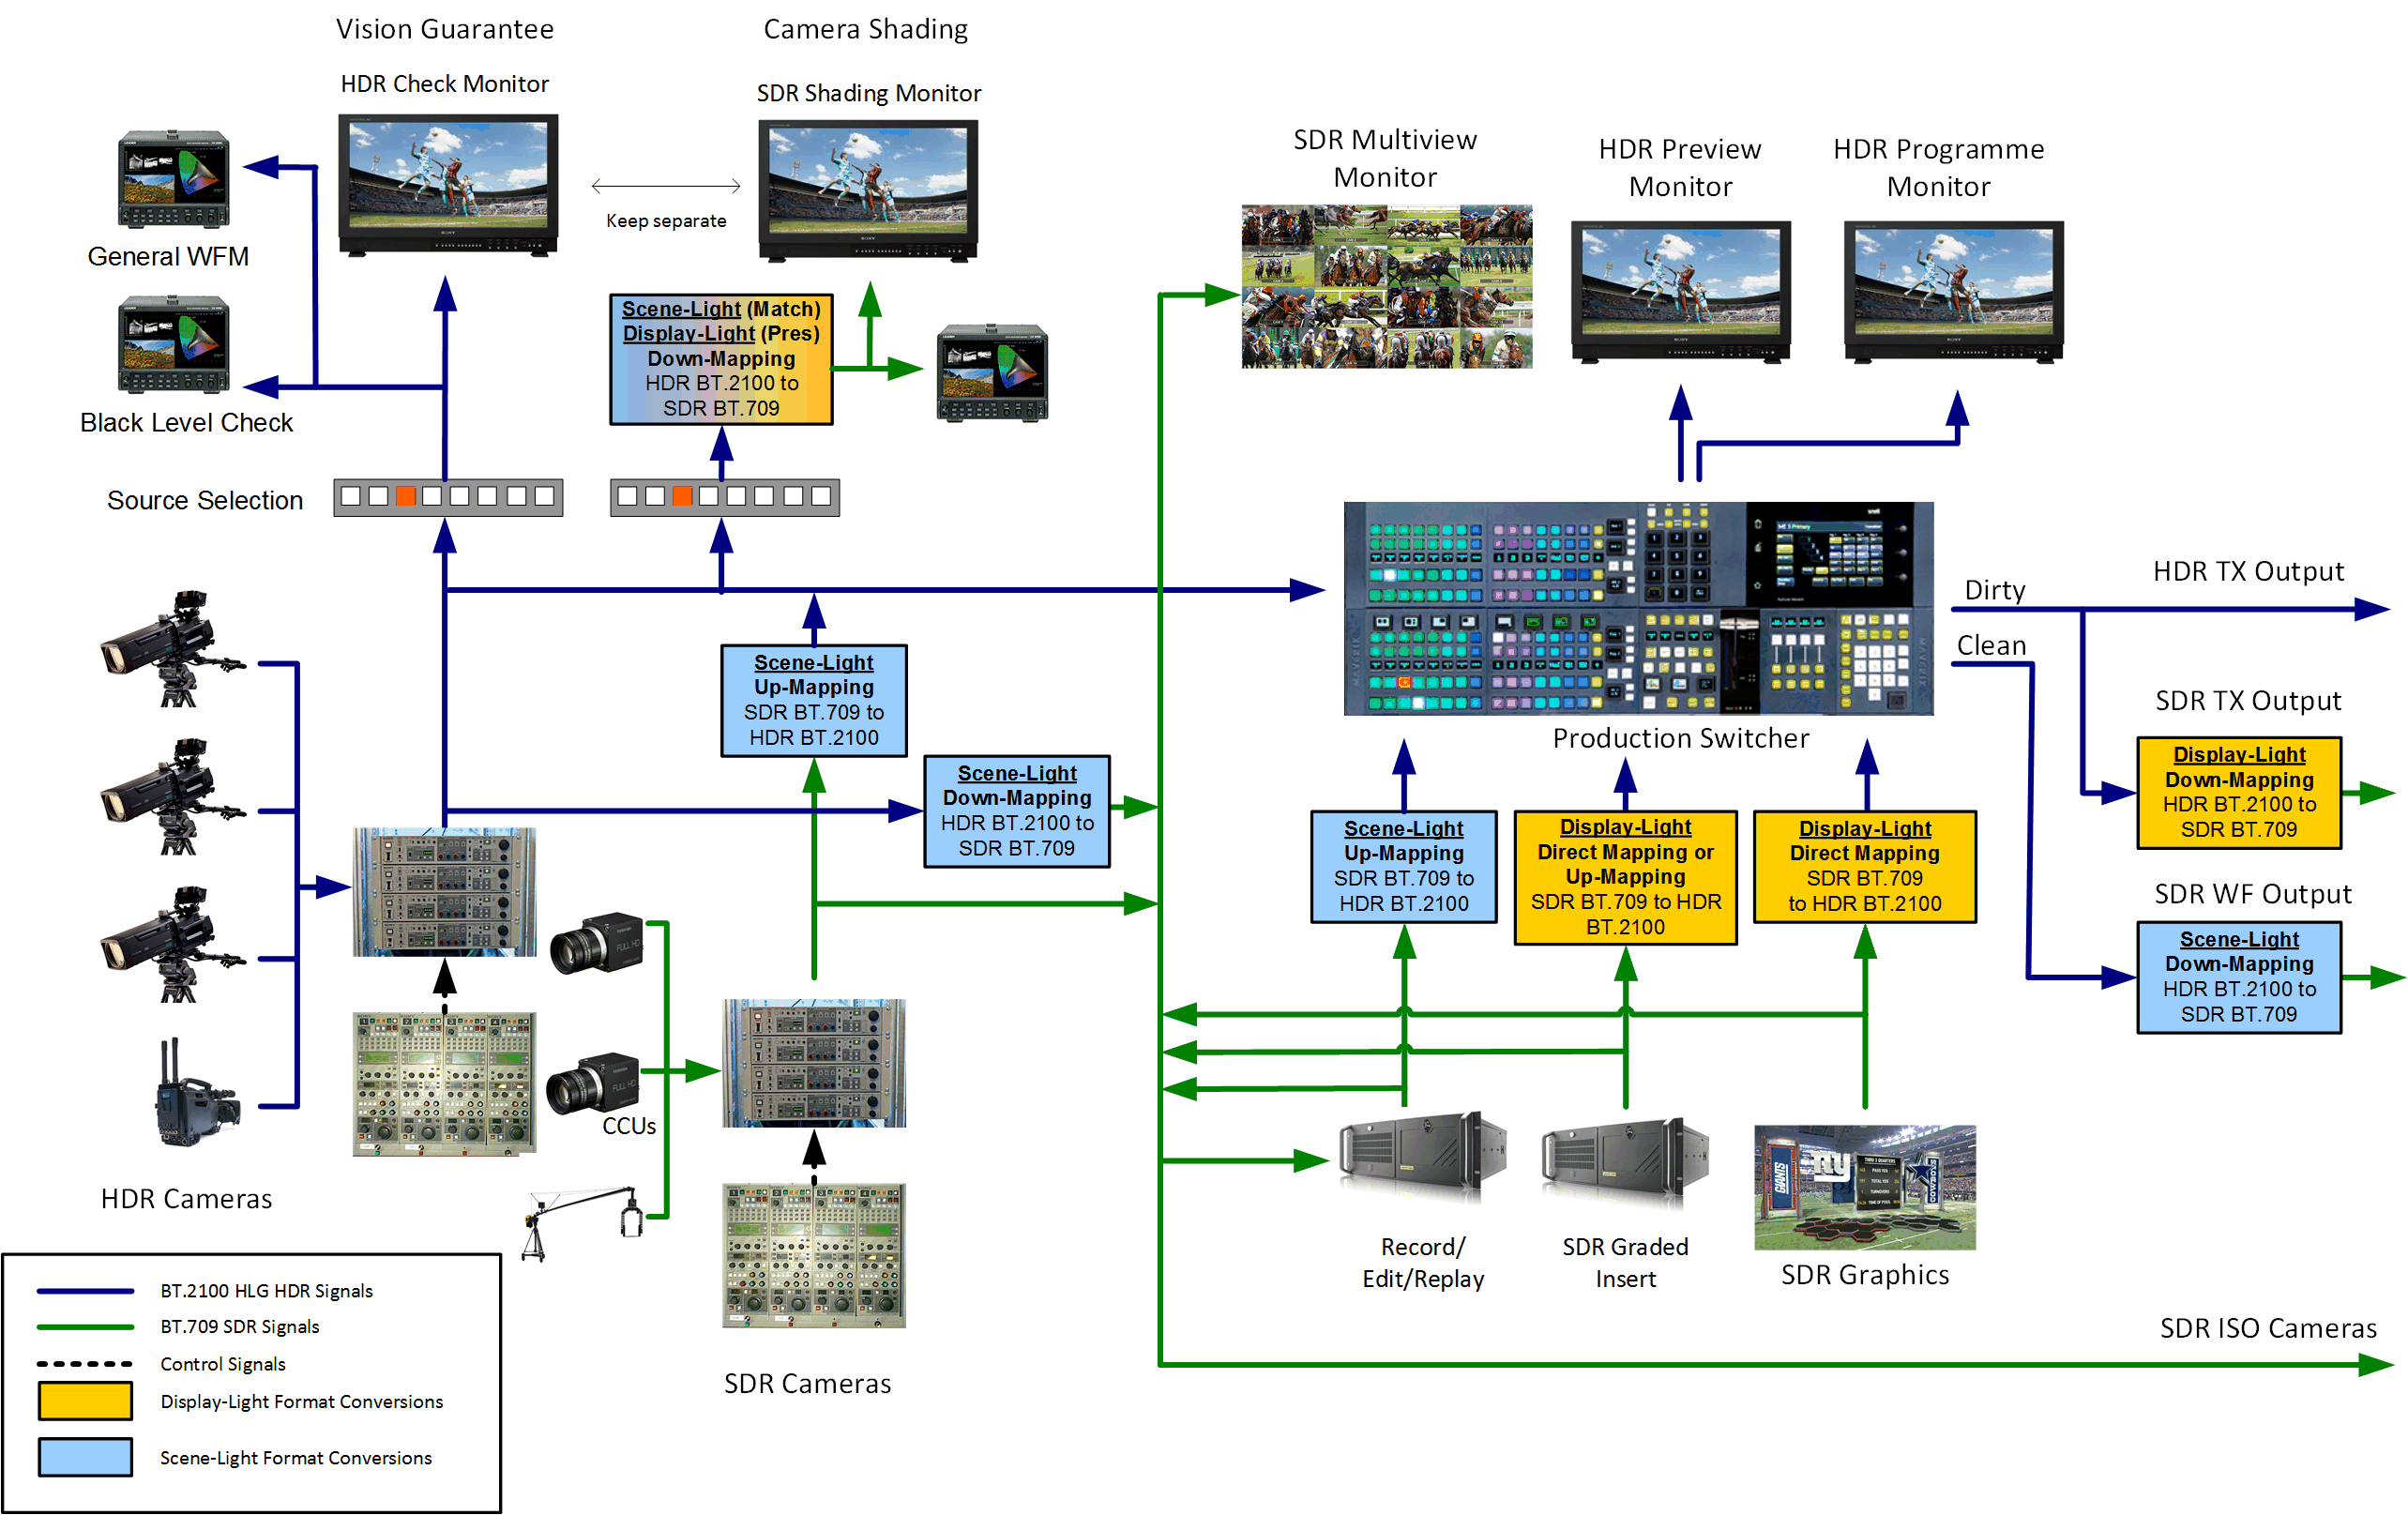 Vision Guarantee
HDR Check Monitor
Camera Shading
SDR Shading Monitor
Keep separate
General WFM
Black Level Check
Source Selection
Scene-Light (Match)
Display-Light (Pres)
Down-Mapping
HDR BT.2100 to
SDR BT.709
SDR Multiview
Monitor
HDR Preview
Monitor
HDR Programme
Monitor
Scene-Light
Up-Mapping
SDR BT.709 to
HDR BT.2100
Scene-Light
Down-Mapping
HDR BT.2100 to
SDR BT.709
Production Switcher
Dirty
Clean
HDR TX Output
SDR TX Output
Display-Light
Down-Mapping
HDR BT.2100 to
SDR BT.709
SDR WF Output
Scene-Light
Down-Mapping
HDR BT.2100 to
SDR BT.709
Scene-Light
Up-Mapping
SDR BT.709 to
HDR BT.2100
Display-Light
Direct Mapping or
Up-Mapping
SDR BT.709 to HDR
BT.2100
Display-Light
Direct Mapping
SDR BT.709
to HDR BT.2100
CCUs
HDR Cameras
SDR Cameras
Record/
Edit/Replay
SDR Graded
Insert
GIANTS
ny
COWBOYS
SDR Graphics
SDR ISO Cameras
BT.2100 HLG HDR Signals
BT.709 SDR Signals
Control Signals
Display-Light Format Conversions
Scene-Light Format Conversions